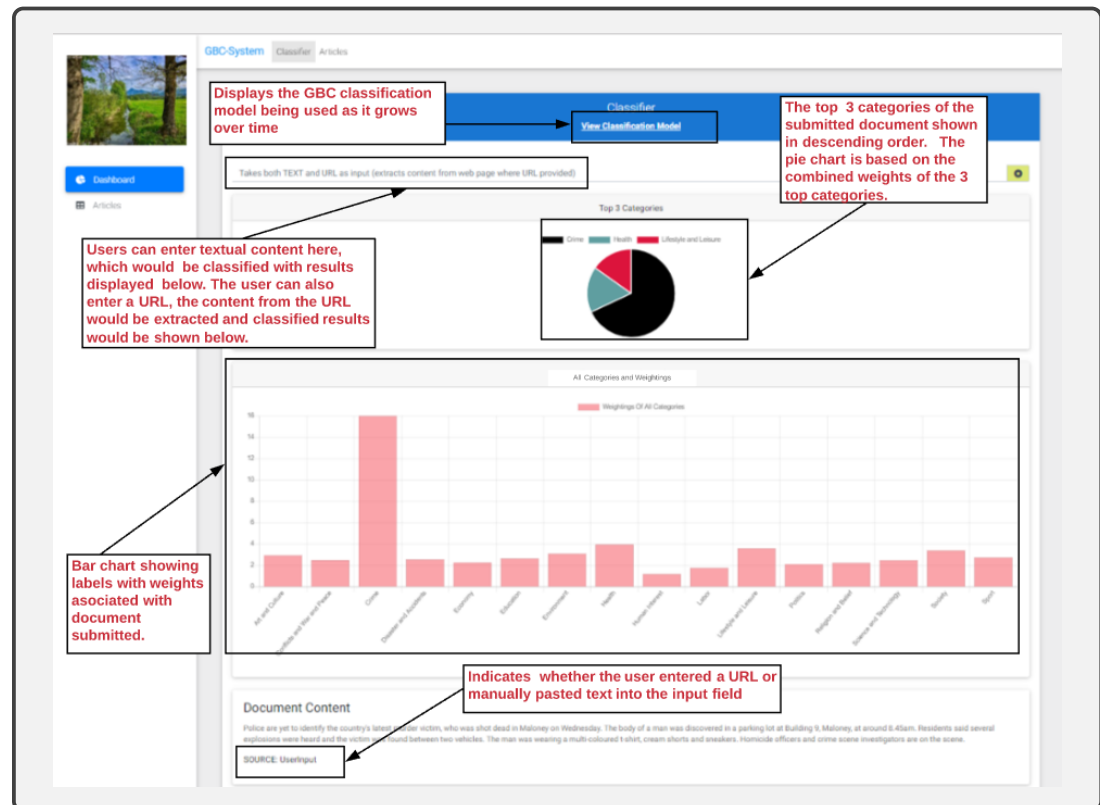 GBC-System Classifier Articles
Displays the GBC classification
model being used as it grows
over time
Classifier
View Classification Model
The top 3 categories of the
submitted document shown
in descending order. The
pie chart is based on the
combined weights of the 3
top categories.
Dashboard
Articles
Takes both TEXT and URL as input (extracts content from web page where URL provided)
Top 3 Categories
Crime Health Lifestyle and Leisure
Users can enter textual content here,
which would be classified with results
displayed below. The user can also
enter a URL, the content from the URL
would be extracted and classified results
would be shown below.
All Categories and Weightings
Weightings Of All Categories
16
14
12
10
8
6
4
2
0
Art and Culture
Conflicts and War and Peace
Crime
Disaster and Accidents
Economy
Education
Environment
Health
Human Interest
Labor
Lifestyle and Leisure
Politics
Religion and Belief
Science and Technology
Society
Sport
Bar chart showing
labels with weights
asociated with
document
submitted.
Indicates whether the user entered a URL or
manually pasted text into the input field
Document Content
Police are yet to identify the country's latest murder victim, who was shot dead in Maloney on Wednesday. The body of a man was discovered in a parking lot at Building 9, Maloney, at around 8.45am. Residents said several
explosions were heard and the victim was found between two vehicles. The man was wearing a multi-coloured t-shirt, cream shorts and sneakers. Homicide officers and crime scene investigators are on the scene.
SOURCE: UserInput